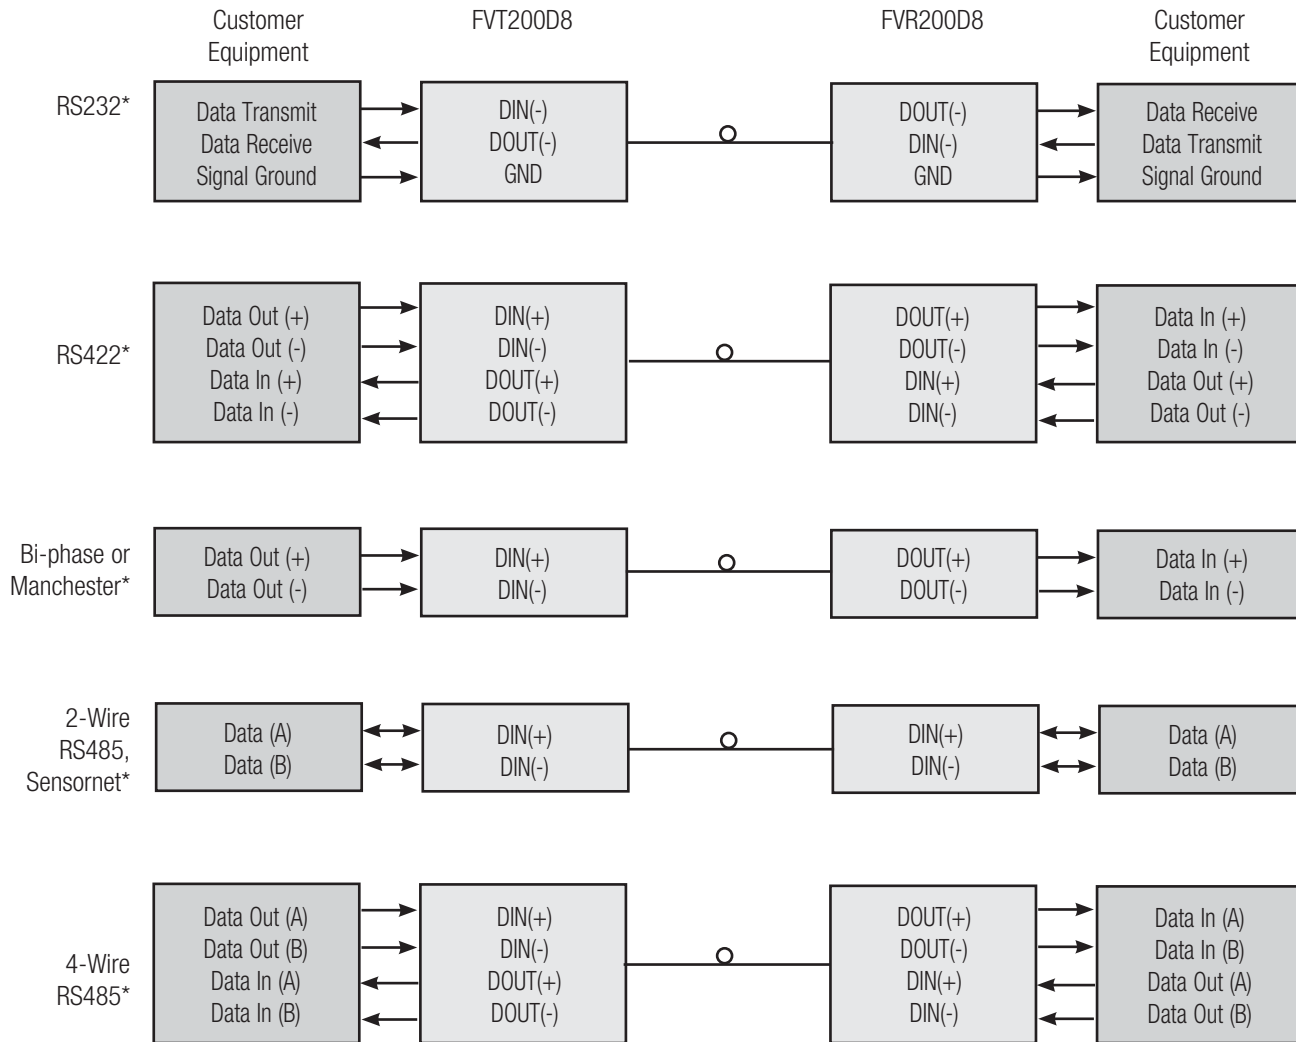 Customer
Equipment
FVT200D8
FVR200D8
Customer
Equipment
RS232*
Data Transmit
Data Receive
Signal Ground
DIN(-)
DOUT(-)
GND
DOUT(-)
DIN(-)
GND
Data Receive
Data Transmit
Signal Ground
RS422*
Data Out (+)
Data Out (-)
Data In (+)
Data In (-)
DIN(+)
DIN(-)
DOUT(+)
DOUT(-)
DOUT(+)
DOUT(-)
DIN(+)
DIN(-)
Data In (+)
Data In (-)
Data Out (+)
Data Out (-)
Bi-phase or
Manchester*
Data Out (+)
Data Out (-)
DIN(+)
DIN(-)
DOUT(+)
DOUT(-)
Data In (+)
Data In (-)
2-Wire
RS485,
Sensornet*
Data (A)
Data (B)
DIN(+)
DIN(-)
DIN(+)
DIN(-)
Data (A)
Data (B)
4-Wire
RS485*
Data Out (A)
Data Out (B)
Data In (A)
Data In (B)
DIN(+)
DIN(-)
DOUT(+)
DOUT(-)
DOUT(+)
DOUT(-)
DIN(+)
DIN(-)
Data In (A)
Data In (B)
Data Out (A)
Data Out (B)